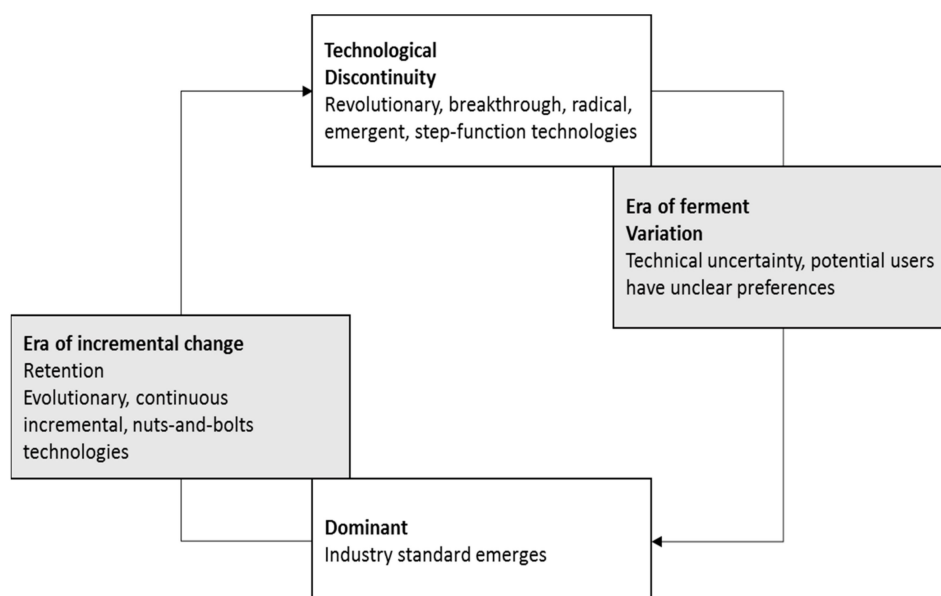 Technological
Discontinuity
Revolutionary, breakthrough, radical,
emergent, step-function technologies
Era of ferment
Variation
Technical uncertainty, potential users
have unclear preferences
Era of incremental change
Retention
Evolutionary, continuous
incremental, nuts-and-bolts
technologies
Dominant
Industry standard emerges